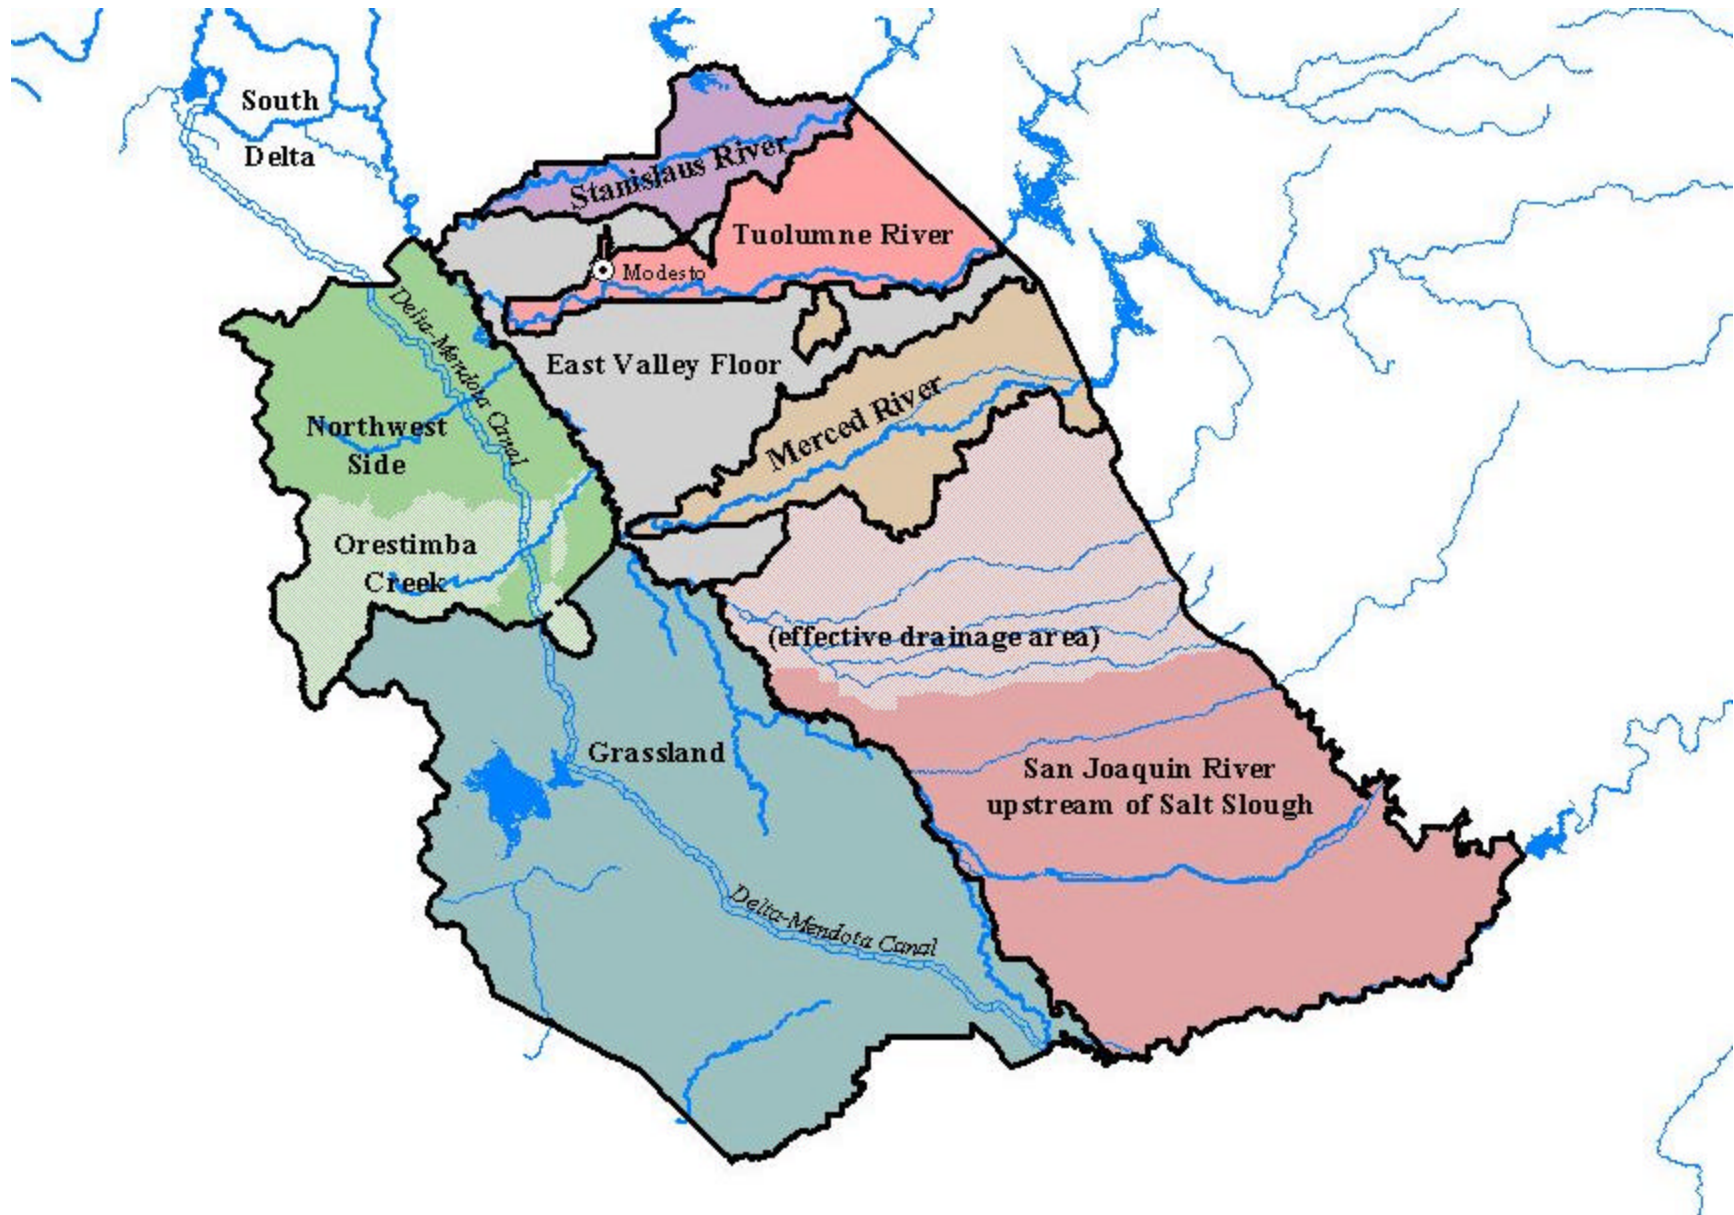 South
Delta
Stanislaus River
Tuolumne River
Modesto
Delta-Mendota Canal
East Valley Floor
Merced River
Northwest
Side
Orestimba
Creek
(effective drainage area)
Grassland
San Joaquin River
upstream of Salt Slough
Delta-Mendota Canal